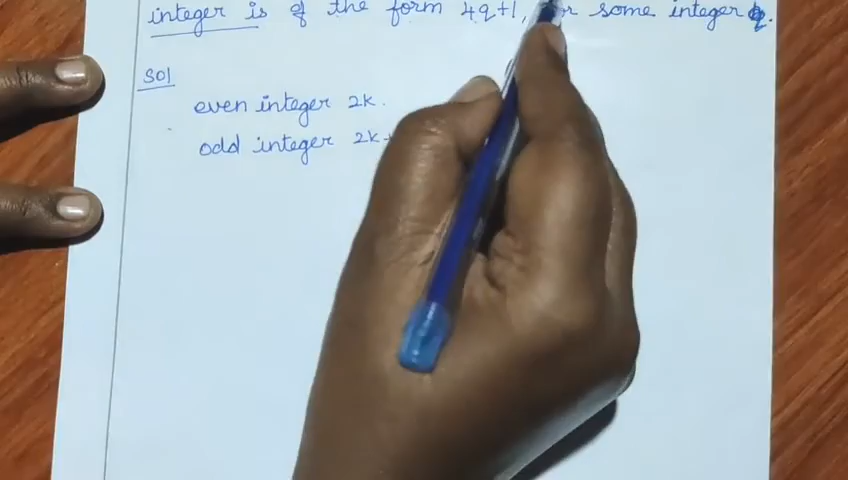 integer is of the form 4q+1, some integer q.
Sol
even integer 2k.
odd integer 2k